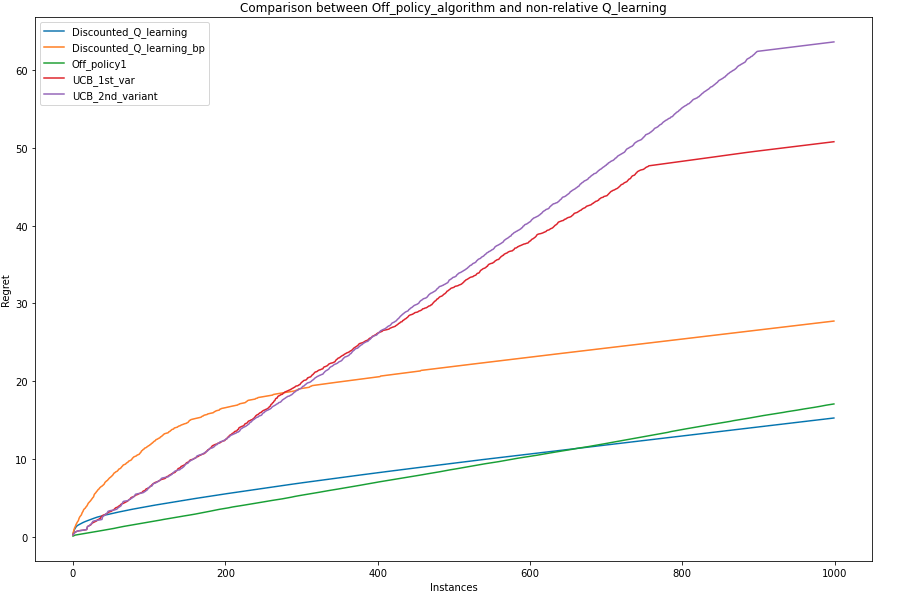 Comparison between Off_policy_algorithm and non-relative Q_learning
Discounted_Q_learning
Discounted_Q_learning_bp
Off_policy1
UCB_1st_var
UCB_2nd_variant
60
50
40
30
20
10
0
Regret
0 200 400 600 800 1000
Instances